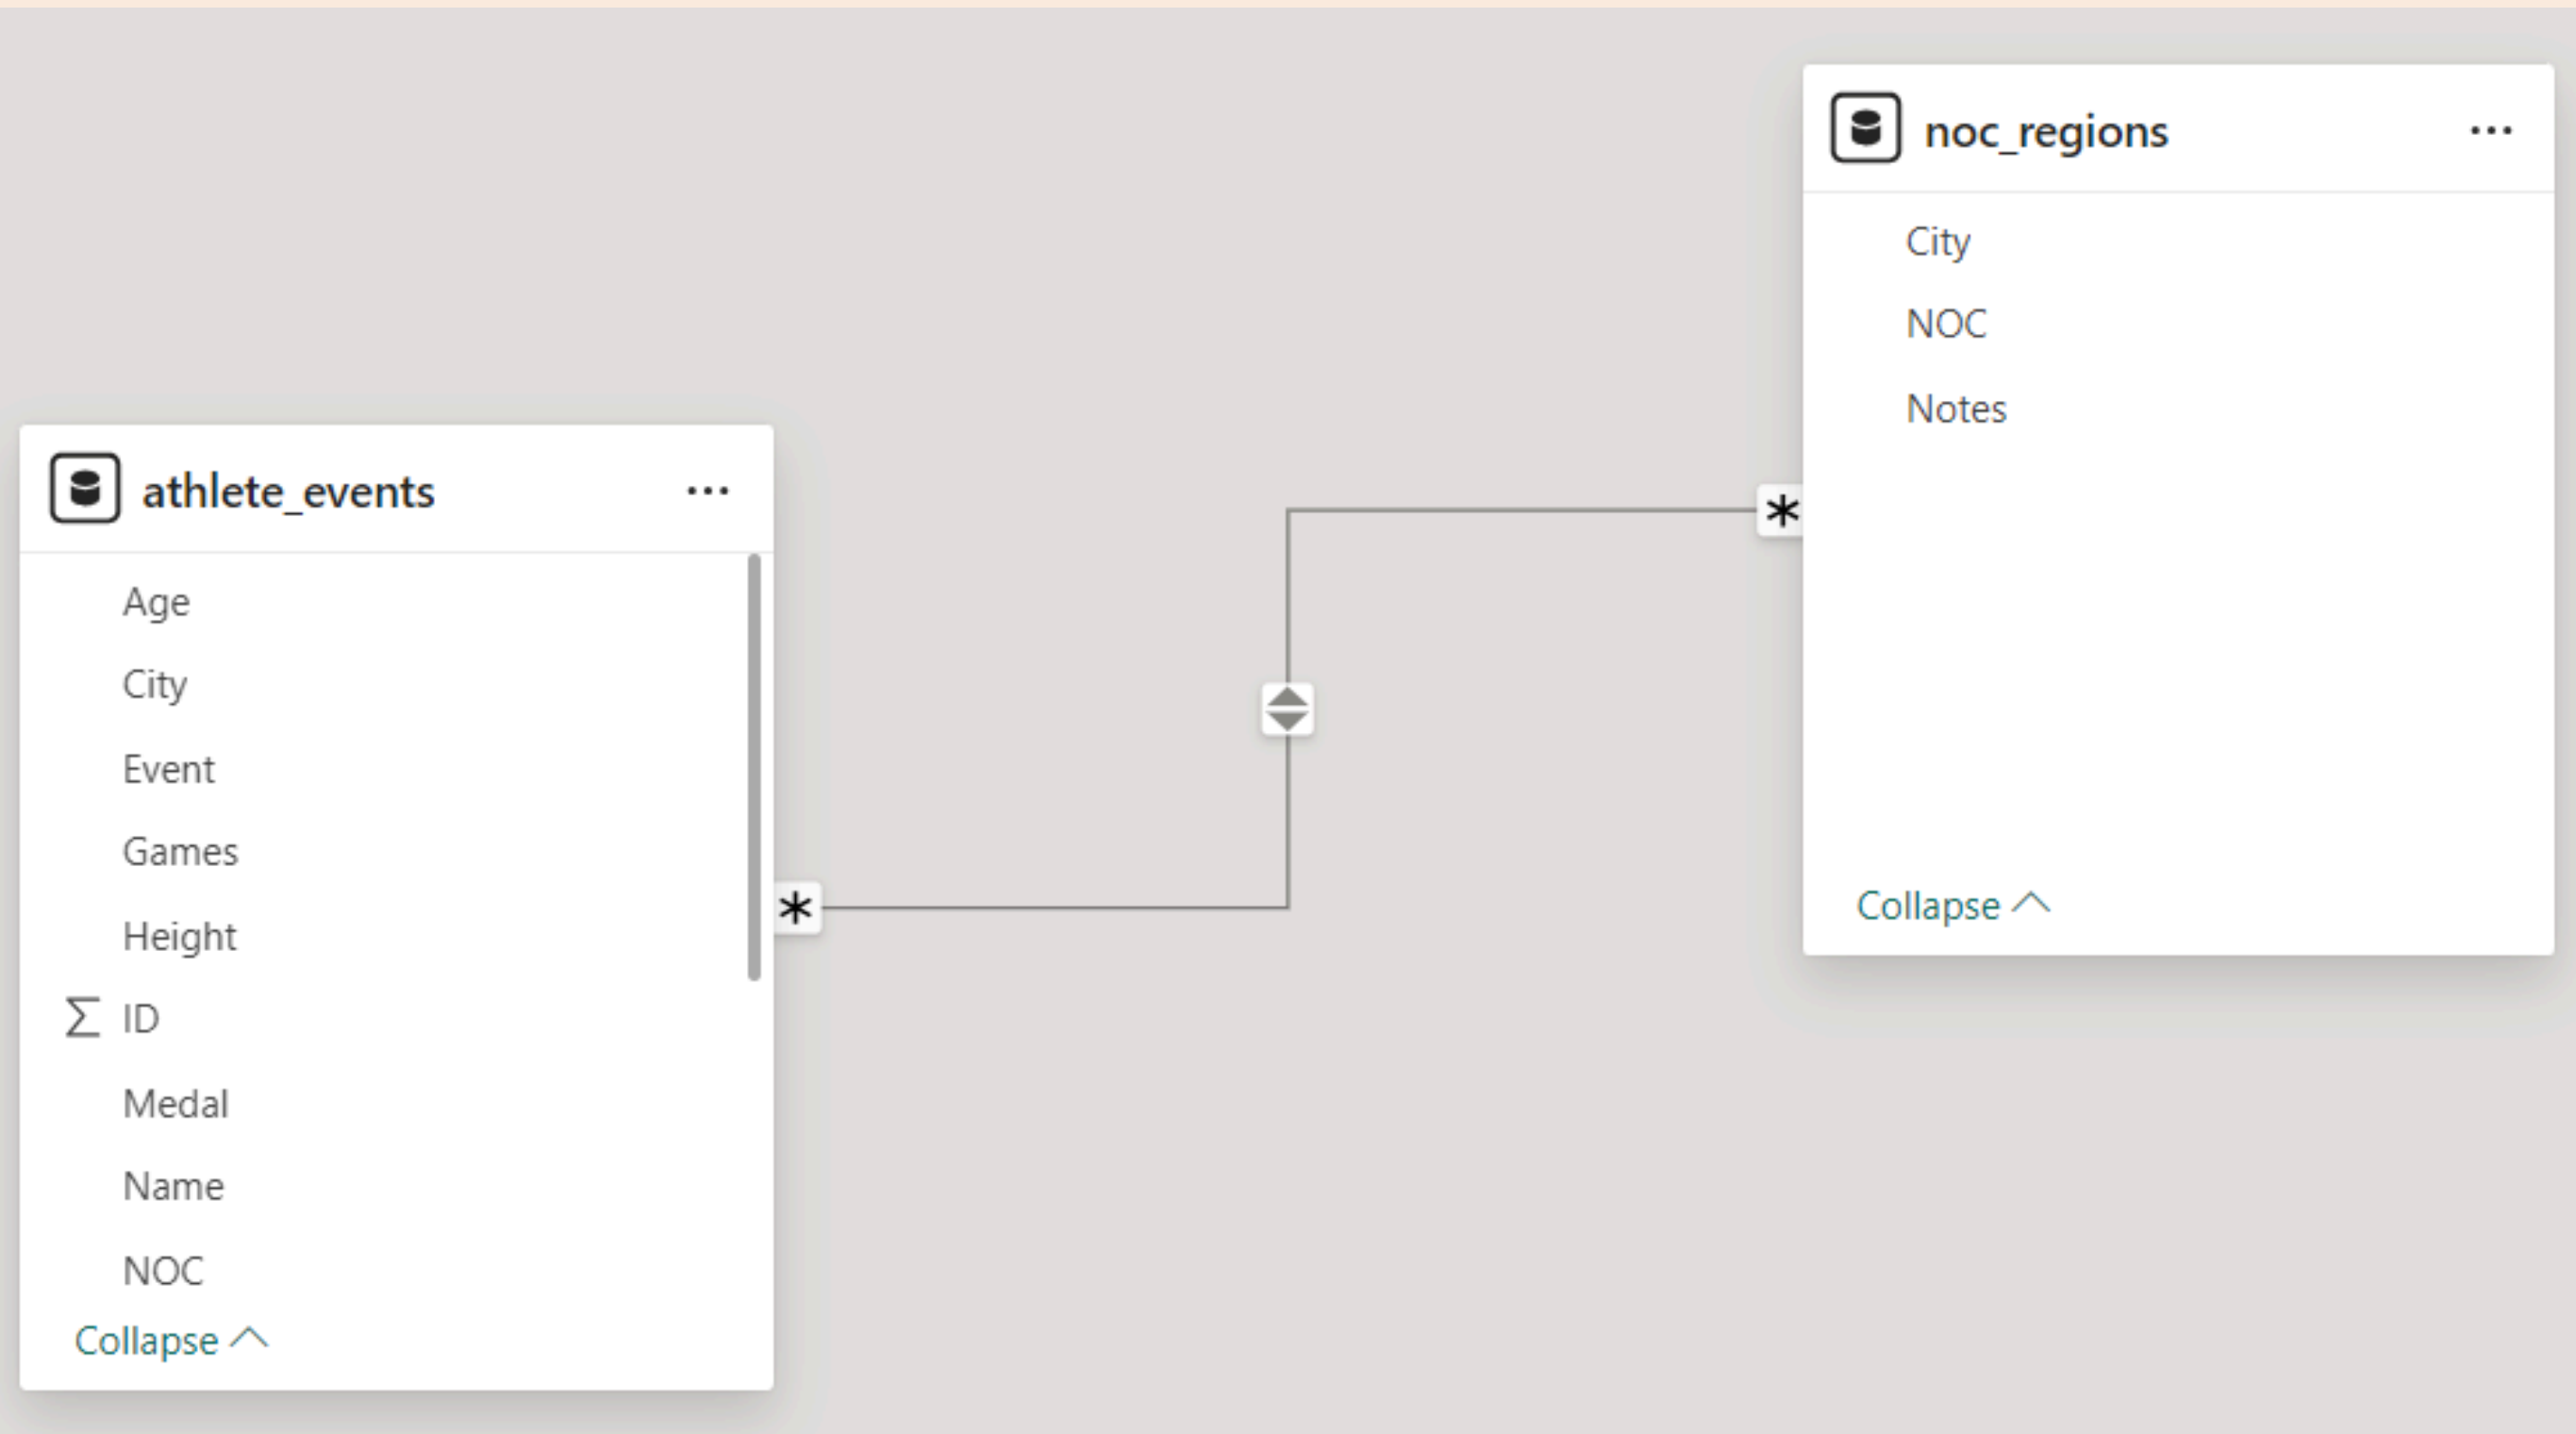 noc_regions
City
NOC
Notes
*
Collapse
athlete_events
Age
City
Event
Games
Height
Σ ID
Medal
Name
NOC
*
Collapse